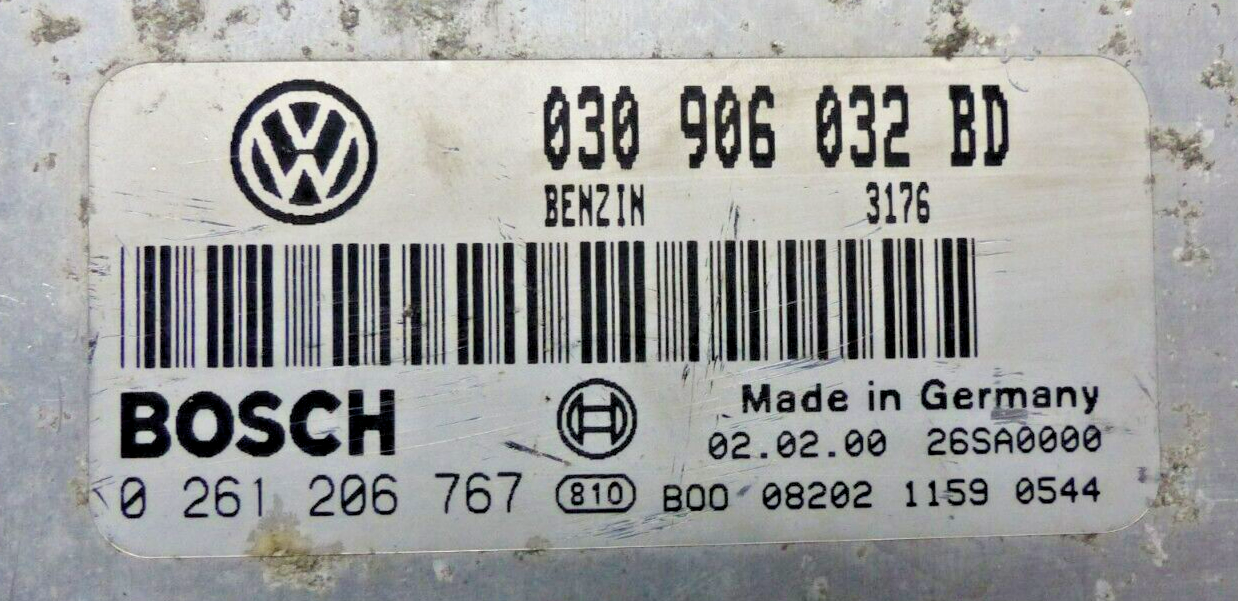 030 906 032 BD
BENZIN 3176
BOSCH
Made in Germany
02.02.00 26SA0000
0 261 206 767 810 B00 08202 1159 0544